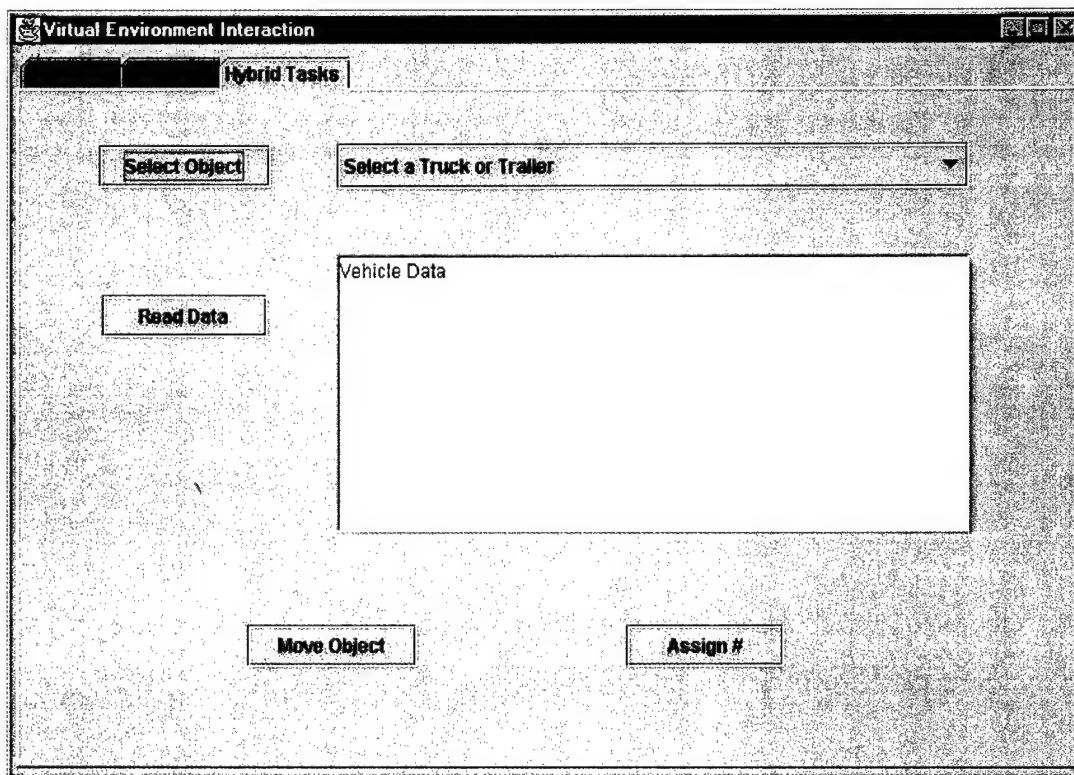 Virtual Environment Interaction
Hybrid Tasks
Select Object
Select a Truck or Trailer
Vehicle Data
Read Data
Move Object
Assign #